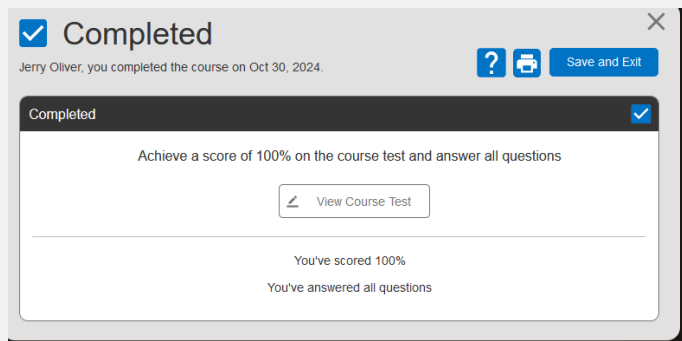 Completed
Jerry Oliver, you completed the course on Oct 30, 2024.
?
Save and Exit
Completed
Achieve a score of 100% on the course test and answer all questions
View Course Test
You've scored 100%
You've answered all questions